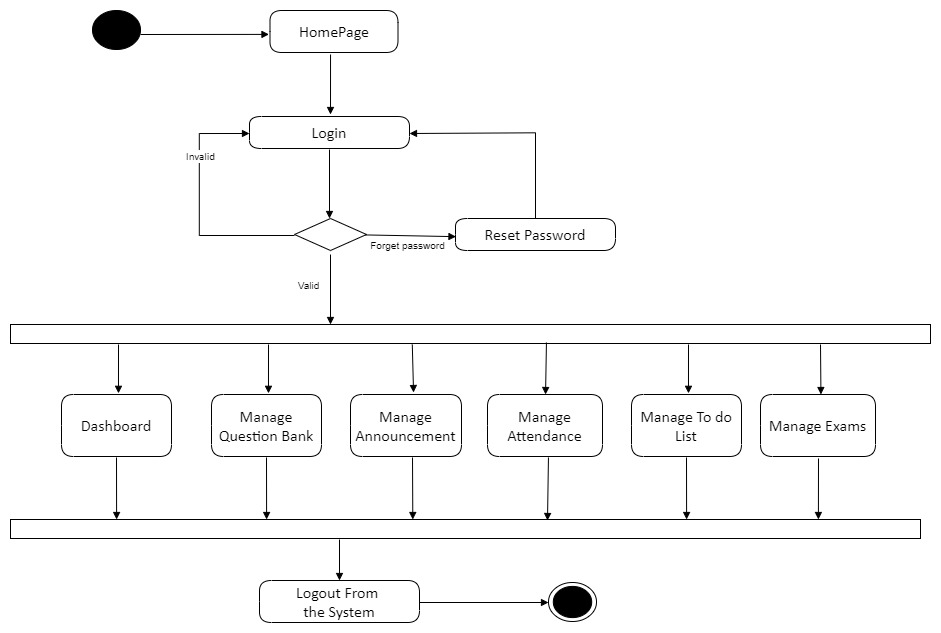 HomePage
Login
Invalid
Reset Password
Forget password
Valid
Dashboard
Manage
Question Bank
Manage
Announcement
Manage
Attendance
Manage To do
List
Manage Exams
Logout From
the System